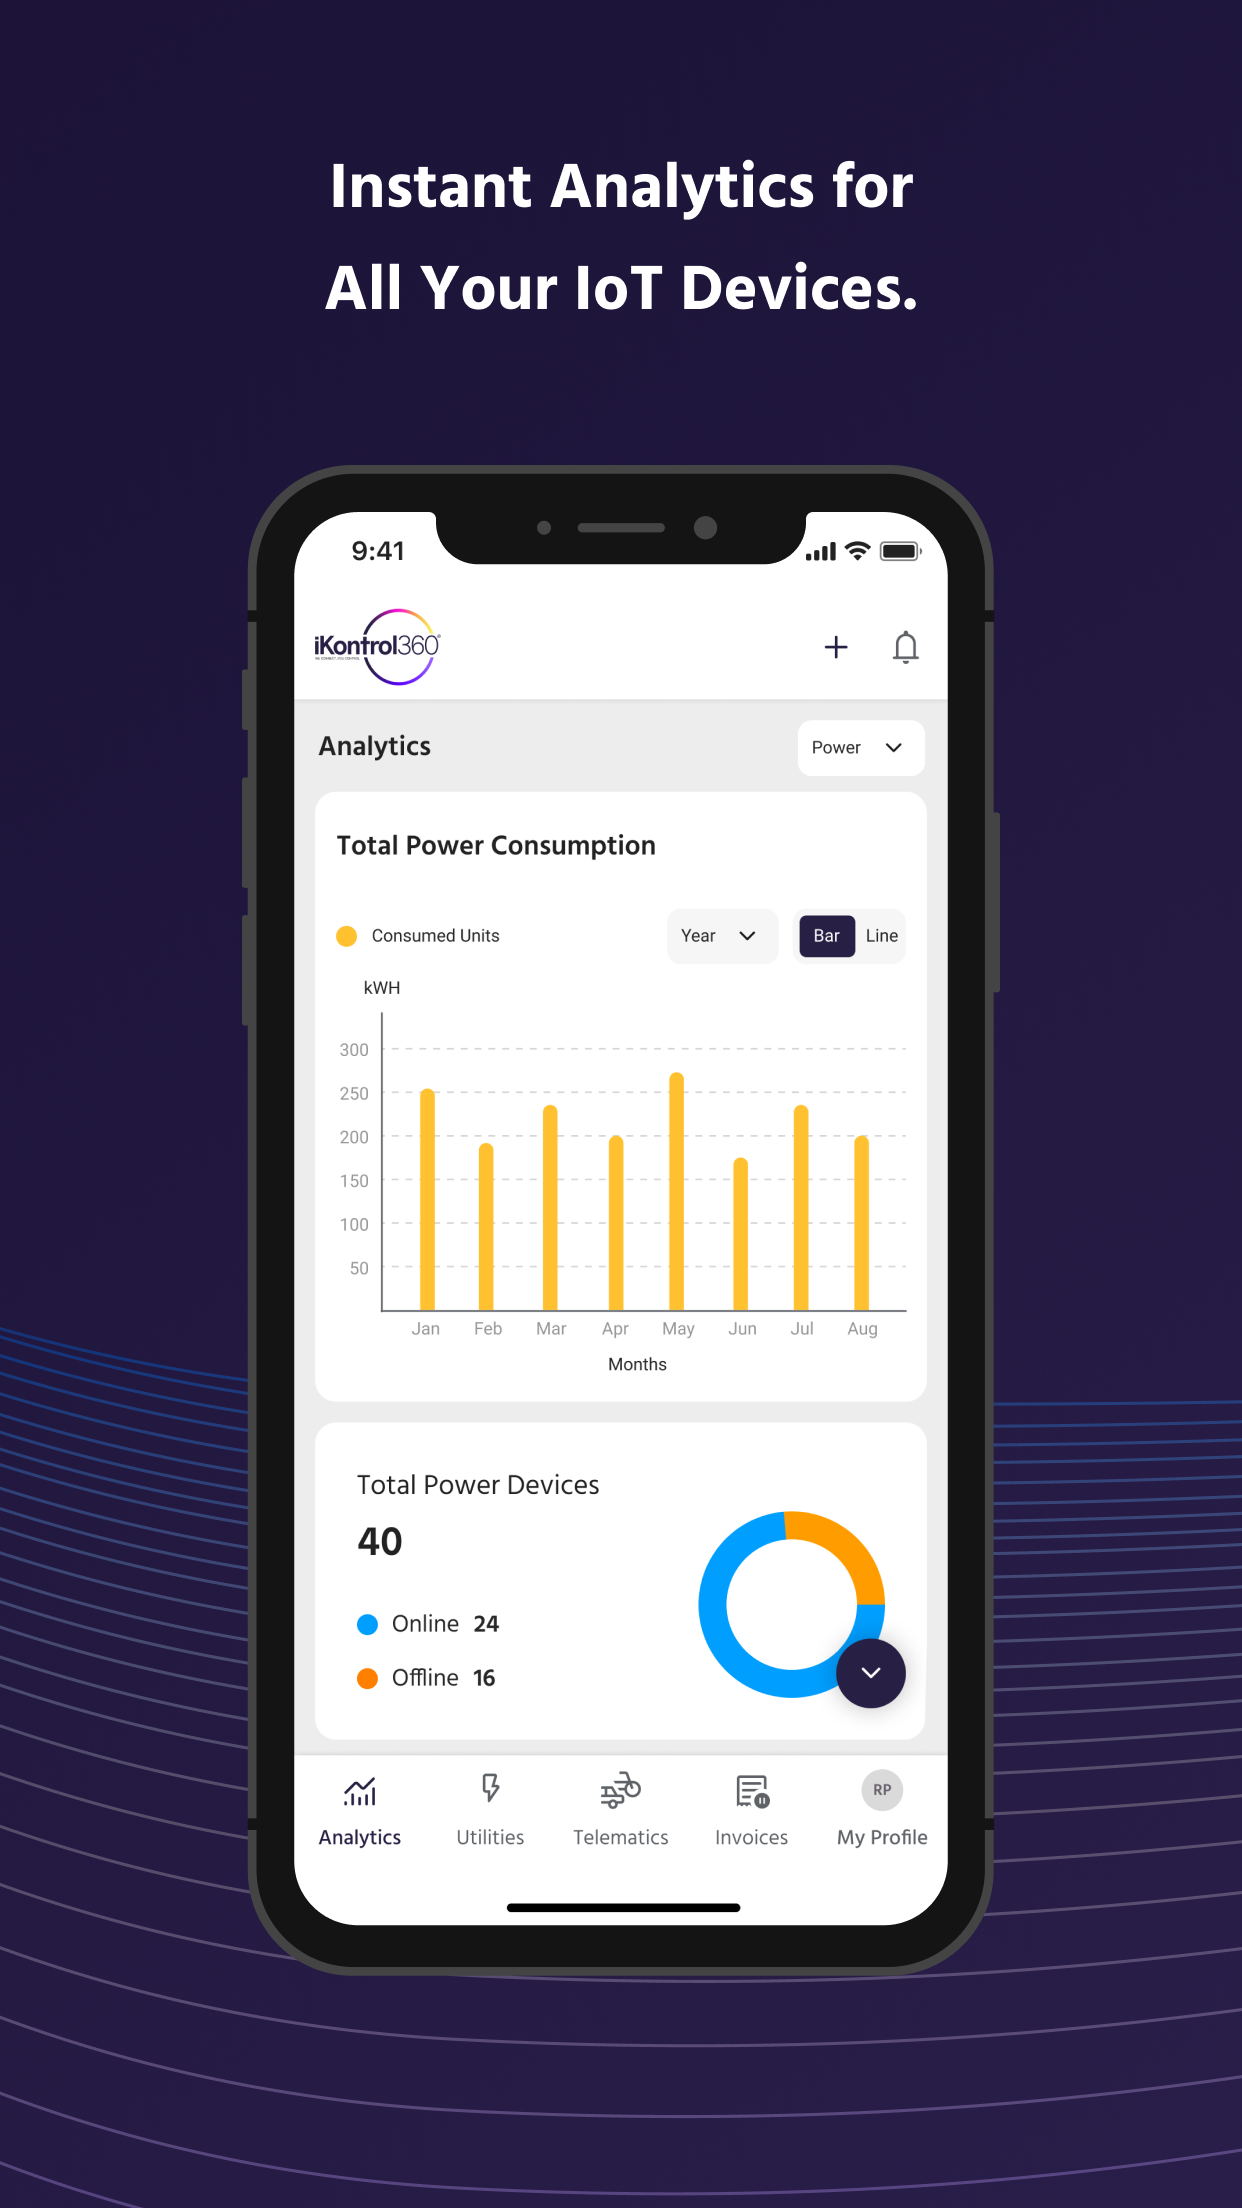 Instant Analytics for
All Your IoT Devices.
9:41
iKontrol360
Analytics
Power
Total Power Consumption
Consumed Units
Year
Bar
Line
kWH
300
250
200
150
100
50
Jan Feb Mar Apr May Jun Jul Aug
Months
Total Power Devices
40
Online 24
Offline 16
RP
Analytics Utilities Telematics Invoices My Profile